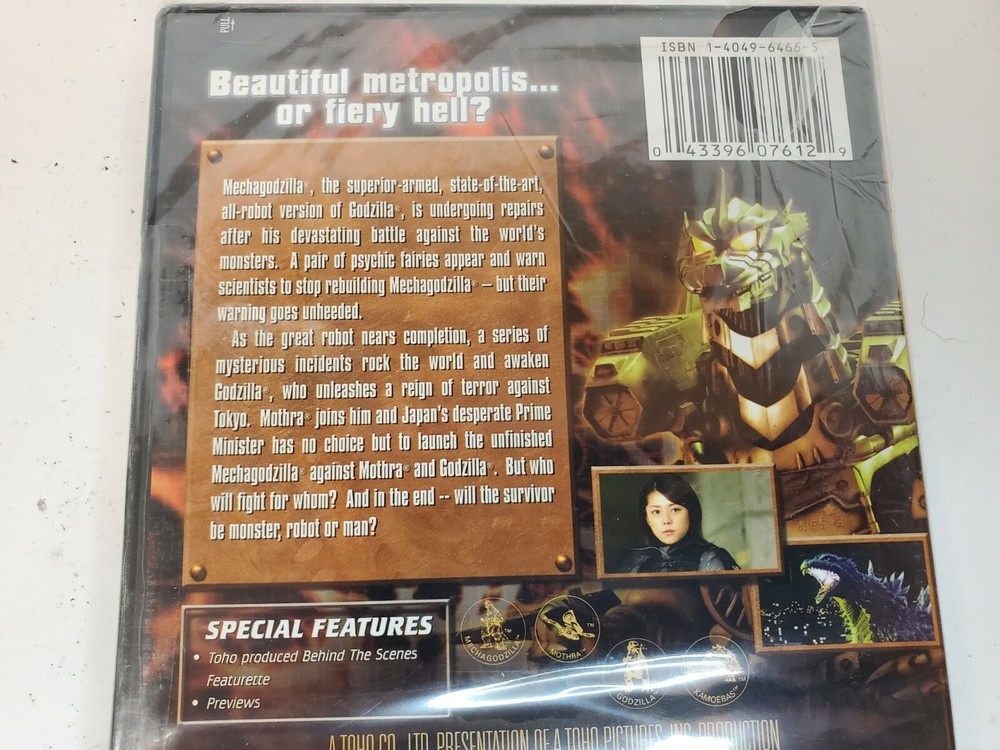 PULL
ISBN 1-4049-6466-5
0 43396 07612 9
Beautiful metropolis...
or fiery hell?
Mechagodzilla®, the superior-armed, state-of-the-art,
all-robot version of Godzilla®, is undergoing repairs
after his devastating battle against the world's
monsters. A pair of psychic fairies appear and warn
scientists to stop rebuilding Mechagodzilla® – but their
warning goes unheeded.
As the great robot nears completion, a series of
mysterious incidents rock the world and awaken
Godzilla®, who unleashes a reign of terror against
Tokyo. Mothra® joins him and Japan's desperate Prime
Minister has no choice but to launch the unfinished
Mechagodzilla® against Mothra® and Godzilla®. But who
will fight for whom? And in the end -- will the survivor
be monster, robot or man?
SPECIAL FEATURES
• Toho produced Behind The Scenes
Featurette
• Previews
MECHAGODZILLA™
MOTHRA™
GODZILLA
KAMOEBAS™
A TOHO CO., LTD. PRESENTATION OF A TOHO PICTURES, INC. PRODUCTION